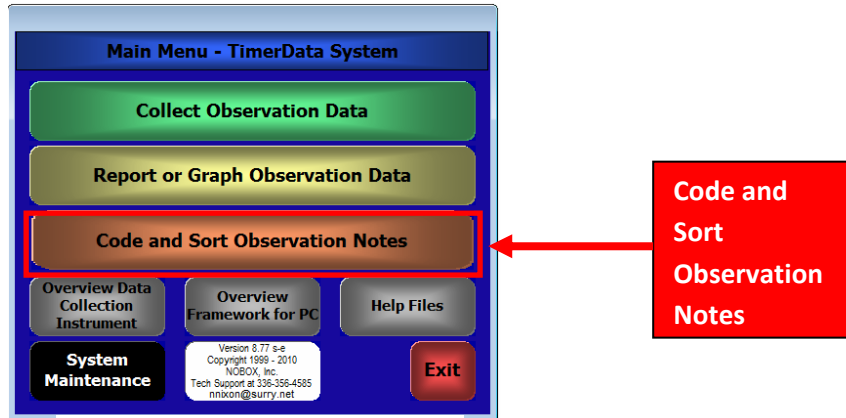 Main Menu - TimerData System
Collect Observation Data
Report or Graph Observation Data
Code and Sort Observation Notes
Code and
Sort
Observation
Notes
Overview Data
Collection
Instrument
Overview
Framework for PC
Help Files
System
Maintenance
Version 8.77 s-e
Copyright 1999 - 2010
NOBOX, Inc.
Tech Support at 336-356-4585
nnixon@surry.net
Exit